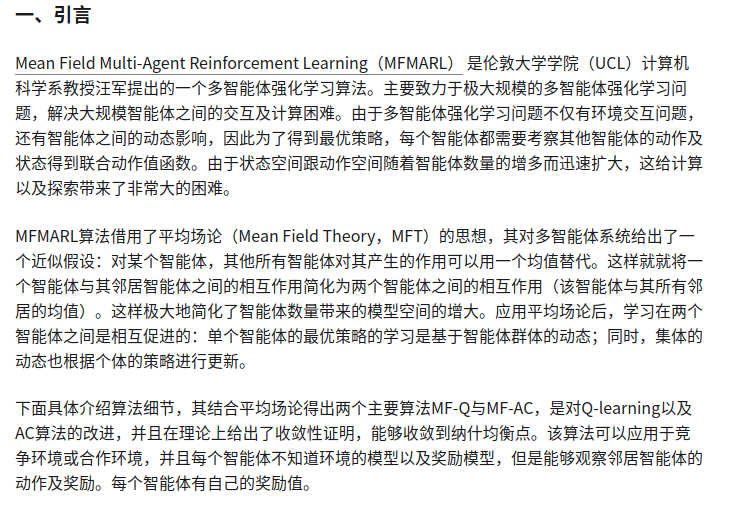 一、引言
Mean Field Multi-Agent Reinforcement Learning（MFMARL） 是伦敦大学学院（UCL）计算机
科学系教授汪军提出的一个多智能体强化学习算法。主要致力于极大规模的多智能体强化学习问
题，解决大规模智能体之间的交互及计算困难。由于多智能体强化学习问题不仅有环境交互问题，
还有智能体之间的动态影响，因此为了得到最优策略，每个智能体都需要考察其他智能体的动作及
状态得到联合动作值函数。由于状态空间跟动作空间随着智能体数量的增多而迅速扩大，这给计算
以及探索带来了非常大的困难。
MFMARL算法借用了平均场论（Mean Field Theory，MFT）的思想，其对多智能体系统给出了一
个近似假设：对某个智能体，其他所有智能体对其产生的作用可以用一个均值替代。这样就就将一
个智能体与其邻居智能体之间的相互作用简化为两个智能体之间的相互作用（该智能体与其所有邻
居的均值）。这样极大地简化了智能体数量带来的模型空间的增大。应用平均场论后，学习在两个
智能体之间是相互促进的：单个智能体的最优策略的学习是基于智能体群体的动态；同时，集体的
动态也根据个体的策略进行更新。
下面具体介绍算法细节，其结合平均场论得出两个主要算法MF-Q与MF-AC，是对Q-learning以及
AC算法的改进，并且在理论上给出了收敛性证明，能够收敛到纳什均衡点。该算法可以应用于竞
争环境或合作环境，并且每个智能体不知道环境的模型以及奖励模型，但是能够观察邻居智能体的
动作及奖励。每个智能体有自己的奖励值。